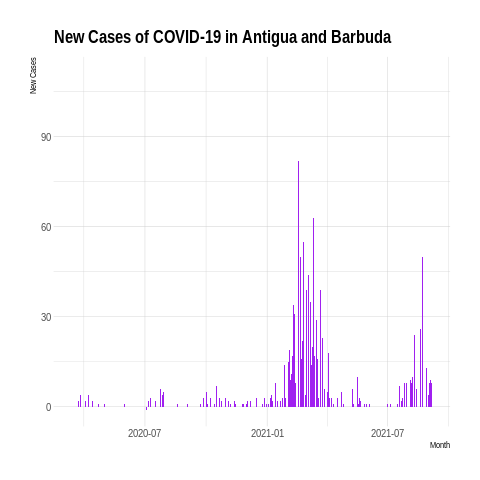 New Cases of COVID-19 in Antigua and Barbuda
New Cases
90
60
30
0
2020-07
2021-01
2021-07
Month